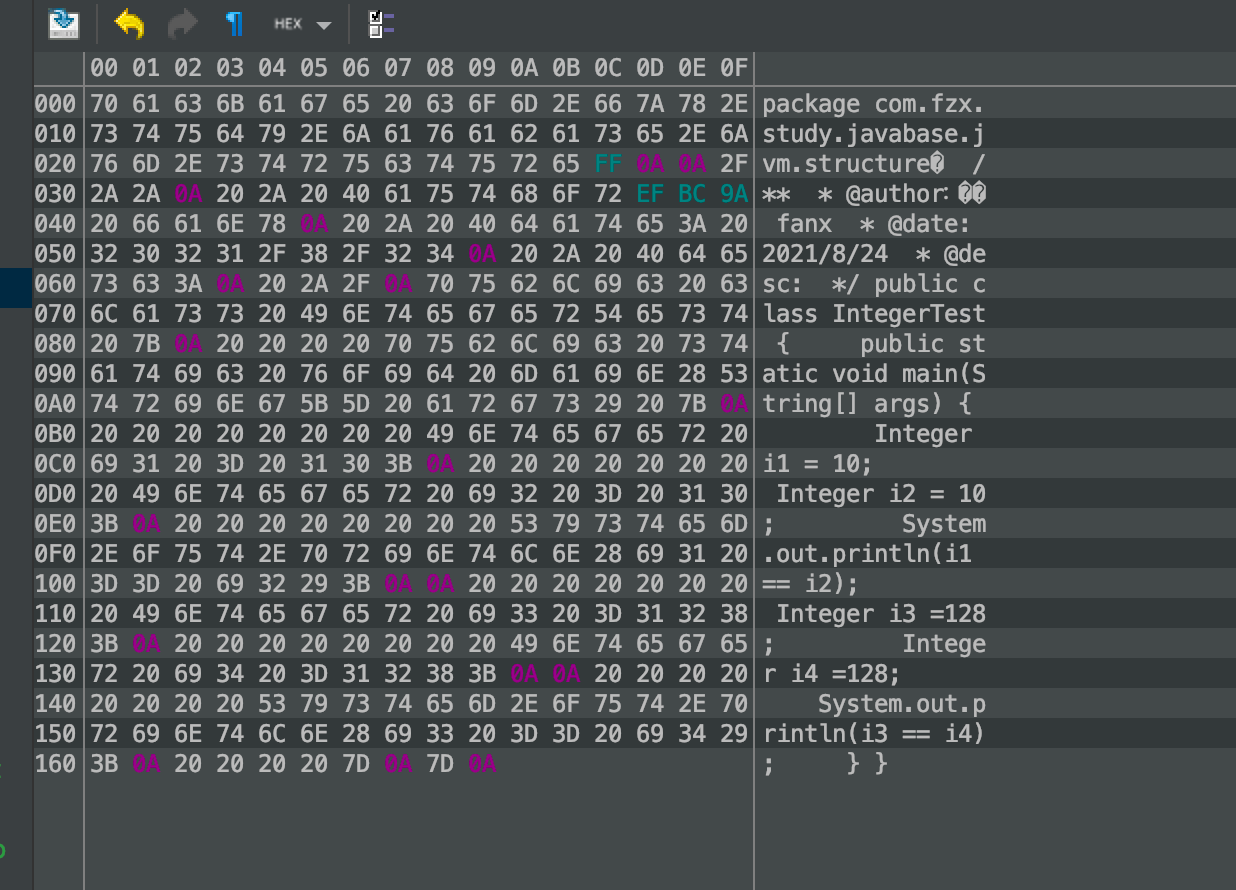 HEX
00 01 02 03 04 05 06 07 08 09 0A 0B 0C 0D 0E 0F
000 70 61 63 6B 61 67 65 20 63 6F 6D 2E 66 7A 78 2E package com.fzx.
010 73 74 75 64 79 2E 6A 61 76 61 62 61 73 65 2E 6A study.javabase.j
020 76 6D 2E 73 74 72 75 63 74 75 72 65 FF 0A 0A 2F vm.structure� /
030 2A 2A 0A 20 2A 20 40 61 75 74 68 6F 72 EF BC 9A ** * @author:��
040 20 66 61 6E 78 0A 20 2A 20 40 64 61 74 65 3A 20 fanx * @date:
050 32 30 32 31 2F 38 2F 32 34 0A 20 2A 20 40 64 65 2021/8/24 * @de
060 73 63 3A 0A 20 2A 2F 0A 70 75 62 6C 69 63 20 63 sc: */ public c
070 6C 61 73 73 20 49 6E 74 65 67 65 72 54 65 73 74 lass IntegerTest
080 20 7B 0A 20 20 20 20 70 75 62 6C 69 63 20 73 74 { public st
090 61 74 69 63 20 76 6F 69 64 20 6D 61 69 6E 28 53 atic void main(S
0A0 74 72 69 6E 67 5B 5D 20 61 72 67 73 29 20 7B 0A tring[] args) {
0B0 20 20 20 20 20 20 20 20 49 6E 74 65 67 65 72 20 Integer
0C0 69 31 20 3D 20 31 30 3B 0A 20 20 20 20 20 20 20 i1 = 10;
0D0 20 49 6E 74 65 67 65 72 20 69 32 20 3D 20 31 30 Integer i2 = 10
0E0 3B 0A 20 20 20 20 20 20 20 20 53 79 73 74 65 6D ; System
0F0 2E 6F 75 74 2E 70 72 69 6E 74 6C 6E 28 69 31 20 .out.println(i1
100 3D 3D 20 69 32 29 3B 0A 0A 20 20 20 20 20 20 20 == i2);
110 20 49 6E 74 65 67 65 72 20 69 33 20 3D 31 32 38 Integer i3 =128
120 3B 0A 20 20 20 20 20 20 20 20 49 6E 74 65 67 65 ; Intege
130 72 20 69 34 20 3D 31 32 38 3B 0A 0A 20 20 20 20 r i4 =128;
140 20 20 20 20 53 79 73 74 65 6D 2E 6F 75 74 2E 70 System.out.p
150 72 69 6E 74 6C 6E 28 69 33 20 3D 3D 20 69 34 29 rintln(i3 == i4)
160 3B 0A 20 20 20 20 7D 0A 7D 0A ; } }